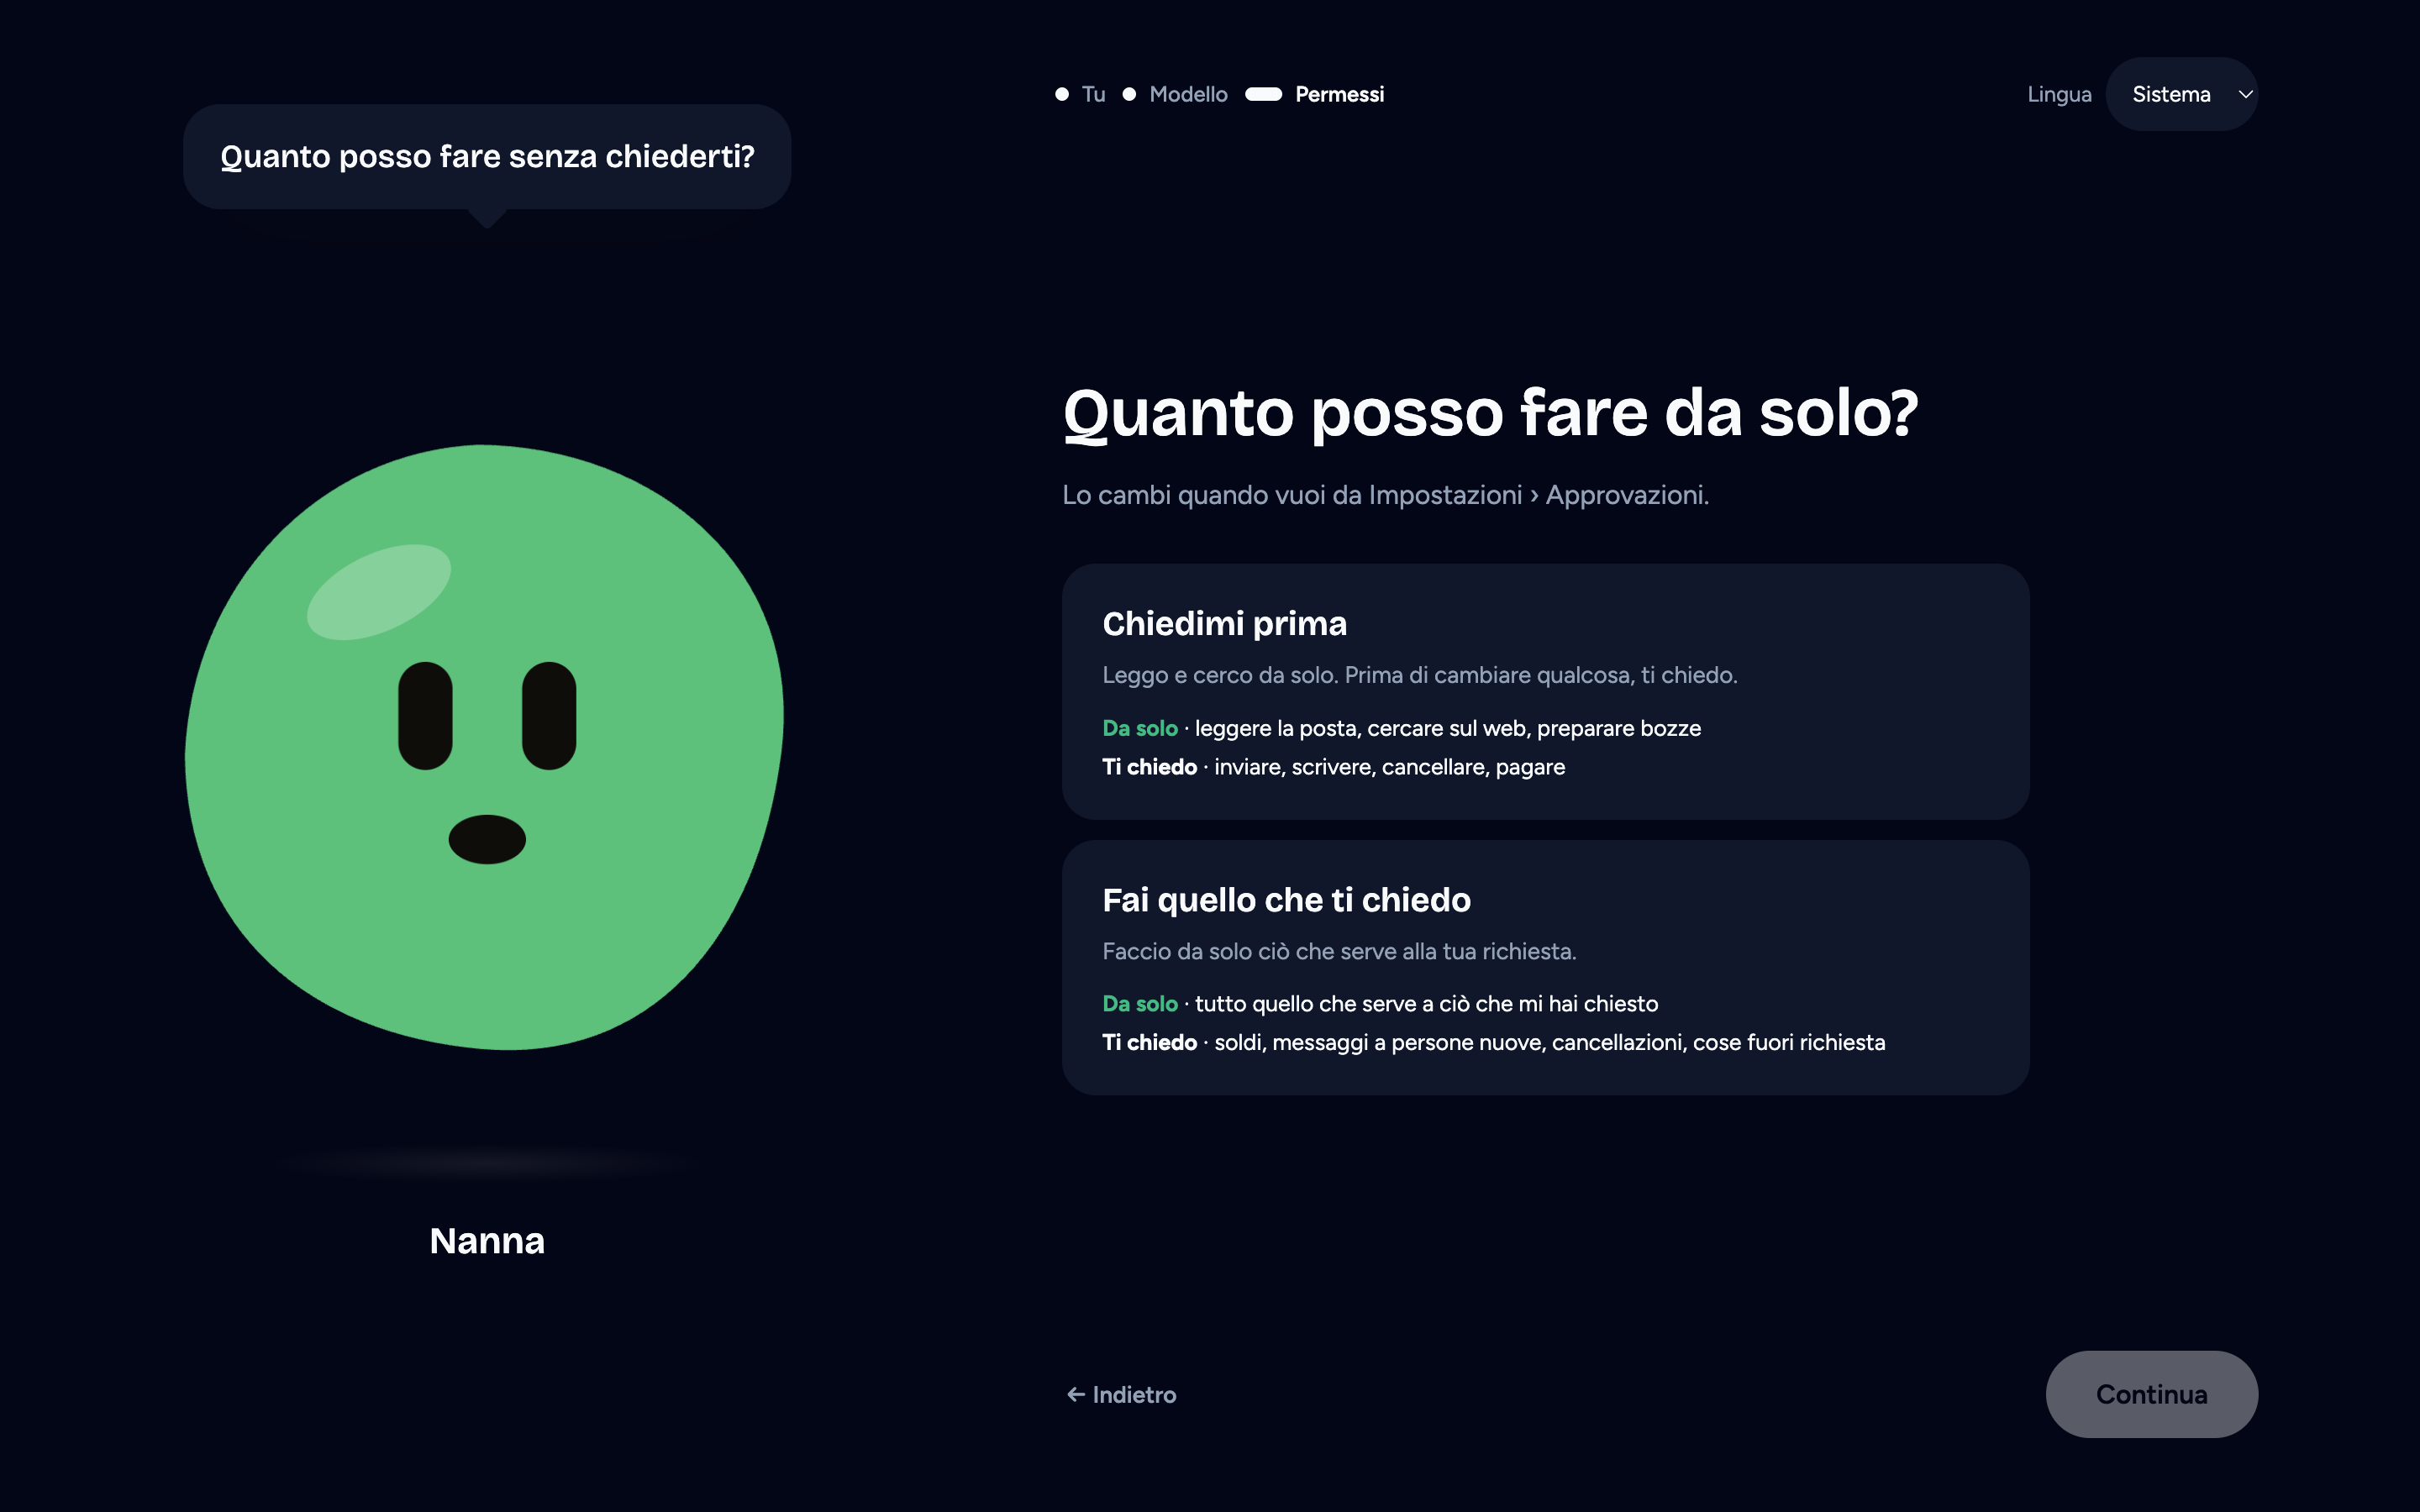 Quanto posso fare senza chiederti?
Nanna
Tu Modello Permessi
Lingua Sistema
Quanto posso fare da solo?
Lo cambi quando vuoi da Impostazioni › Approvazioni.
Chiedimi prima
Leggo e cerco da solo. Prima di cambiare qualcosa, ti chiedo.
Da solo · leggere la posta, cercare sul web, preparare bozze
Ti chiedo · inviare, scrivere, cancellare, pagare
Fai quello che ti chiedo
Faccio da solo ciò che serve alla tua richiesta.
Da solo · tutto quello che serve a ciò che mi hai chiesto
Ti chiedo · soldi, messaggi a persone nuove, cancellazioni, cose fuori richiesta
← Indietro
Continua